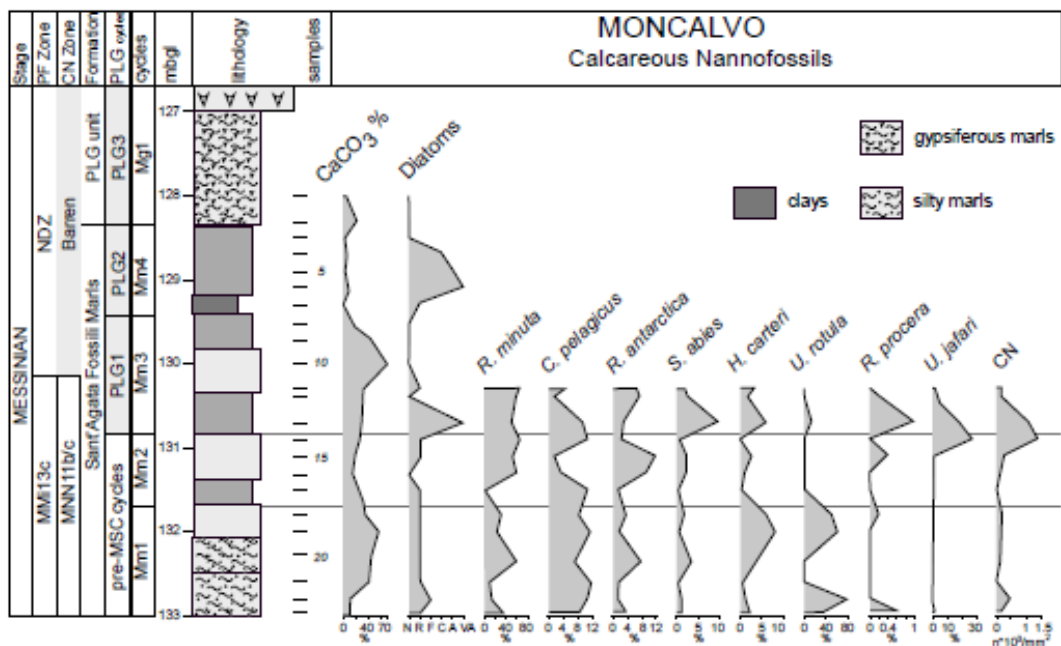 MONCALVO
Calcareous Nannofossils
Stage
PF Zone
CN Zone
Formation
PLG cycles
cycles
mbgl
lithology
samples
MESSINIAN
NDZ
MMi13c
Barren
MNN11b/c
PLG unit
Sant'Agata Fossili Marls
PLG3
PLG2
PLG1
pre-MSC cycles
Mg1
Mm4
Mm3
Mm2
Mm1
127
128
129
130
131
132
133
5
10
15
20
CaCO3 %
Diatoms
gypsiferous marls
clays
silty marls
R. minuta
C. pelagicus
R. antarctica
S. abies
H. carteri
U. rotula
R. procera
U. jafari
CN
0 40 70
%
N R F C A VA
0 40 80
%
0 4 8 12
%
0 4 8 12
%
0 5 10
%
0 5 10
%
0 40 80
%
0 0.4 1
%
0 10 30
%
0 1 1.5
n°10³/mm²